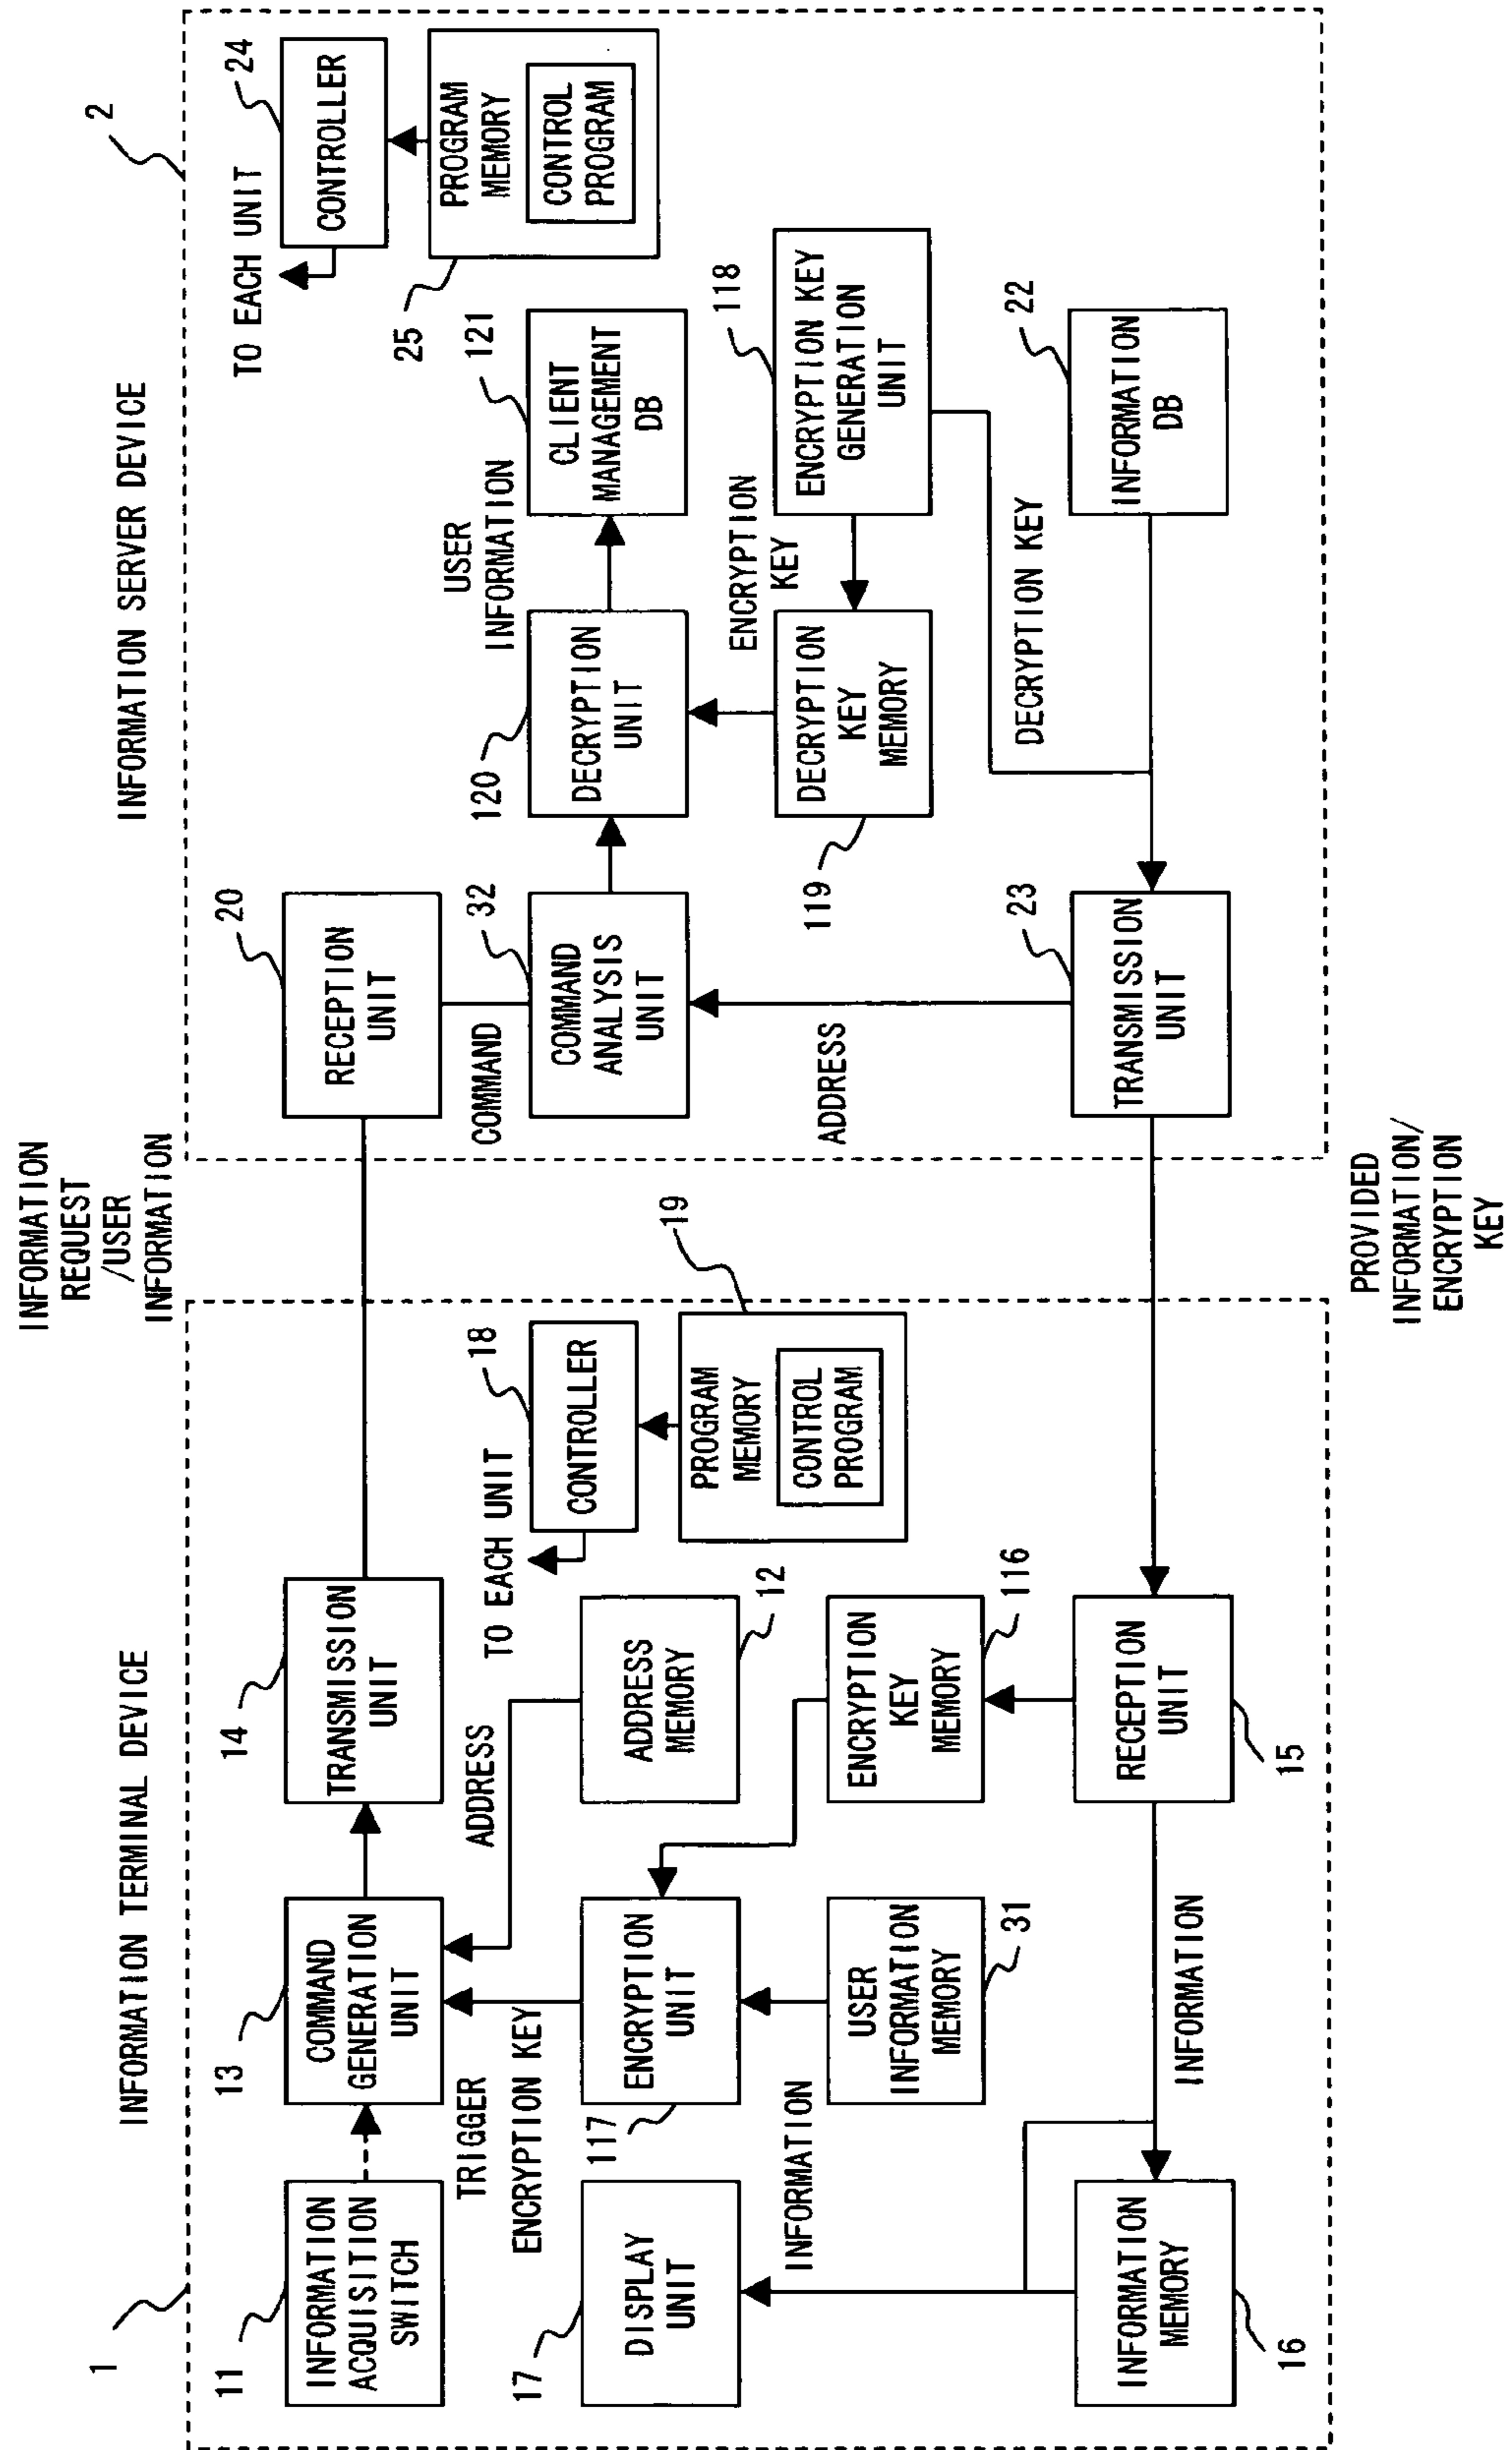 INFORMATION
REQUEST
/USER
INFORMATION
1
INFORMATION TERMINAL DEVICE
11
INFORMATION
ACQUISITION
SWITCH
13
COMMAND
GENERATION
UNIT
14
TRANSMISSION
UNIT
TRIGGER
ENCRYPTION KEY
ADDRESS
TO EACH UNIT
18
CONTROLLER
19
PROGRAM
MEMORY
CONTROL
PROGRAM
17
DISPLAY
UNIT
117
ENCRYPTION
UNIT
ADDRESS
MEMORY
12
INFORMATION
USER
INFORMATION
MEMORY
31
ENCRYPTION
KEY
MEMORY
116
INFORMATION
MEMORY
16
INFORMATION
RECEPTION
UNIT
15
PROVIDED
INFORMATION/
ENCRYPTION
KEY
2
INFORMATION SERVER DEVICE
20
RECEPTION
UNIT
TO EACH UNIT
24
CONTROLLER
25
PROGRAM
MEMORY
CONTROL
PROGRAM
COMMAND
32
COMMAND
ANALYSIS
UNIT
120
DECRYPTION
UNIT
USER
INFORMATION
121
CLIENT
MANAGEMENT
DB
119
DECRYPTION
KEY
MEMORY
ENCRYPTION
KEY
118
ENCRYPTION KEY
GENERATION
UNIT
ADDRESS
23
TRANSMISSION
UNIT
DECRYPTION KEY
22
INFORMATION
DB